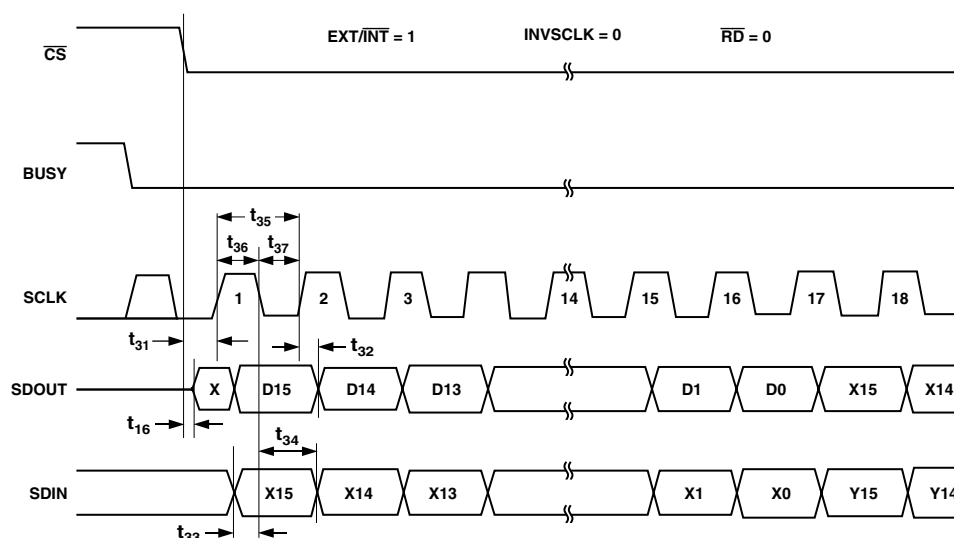 CS EXT/INT = 1 INVSCLK = 0 RD = 0
BUSY
t35
t36 t37
SCLK 1 2 3 14 15 16 17 18
t31 t32
SDOUT X D15 D14 D13 D1 D0 X15 X14
t16 t34
SDIN X15 X14 X13 X1 X0 Y15 Y14
t33